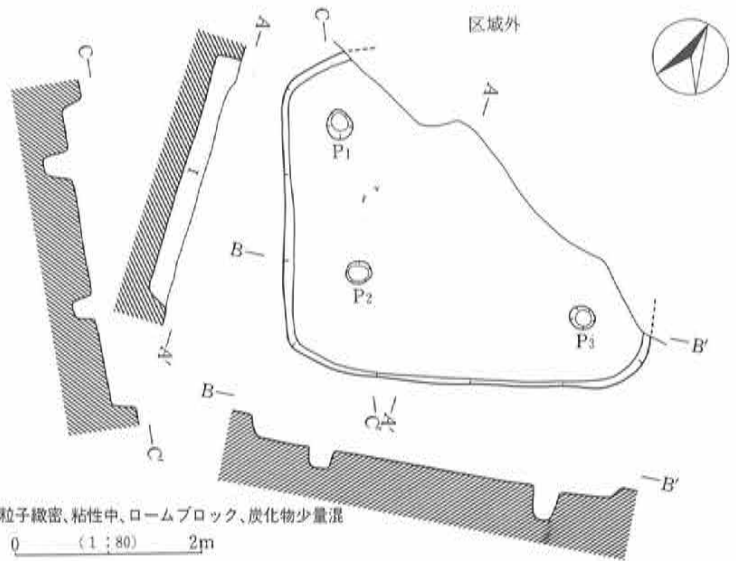 区域外
C
A
A
C
P1
B
P2
P3
B'
A'
C'
A'
B
C'
B'
I
粒子緻密、粘性中、ロームブロック、炭化物少量混
0 (1:80) 2m